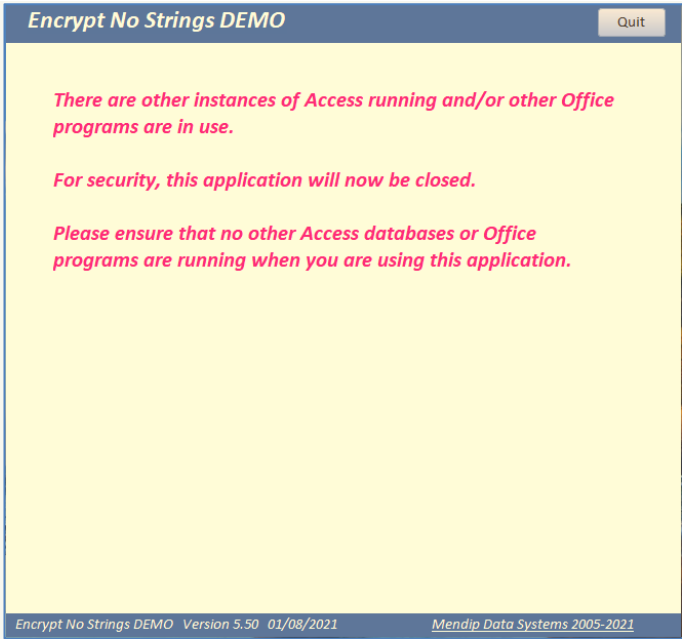 Encrypt No Strings DEMO
Quit
There are other instances of Access running and/or other Office
programs are in use.
For security, this application will now be closed.
Please ensure that no other Access databases or Office
programs are running when you are using this application.
Encrypt No Strings DEMO Version 5.50 01/08/2021
Mendip Data Systems 2005-2021